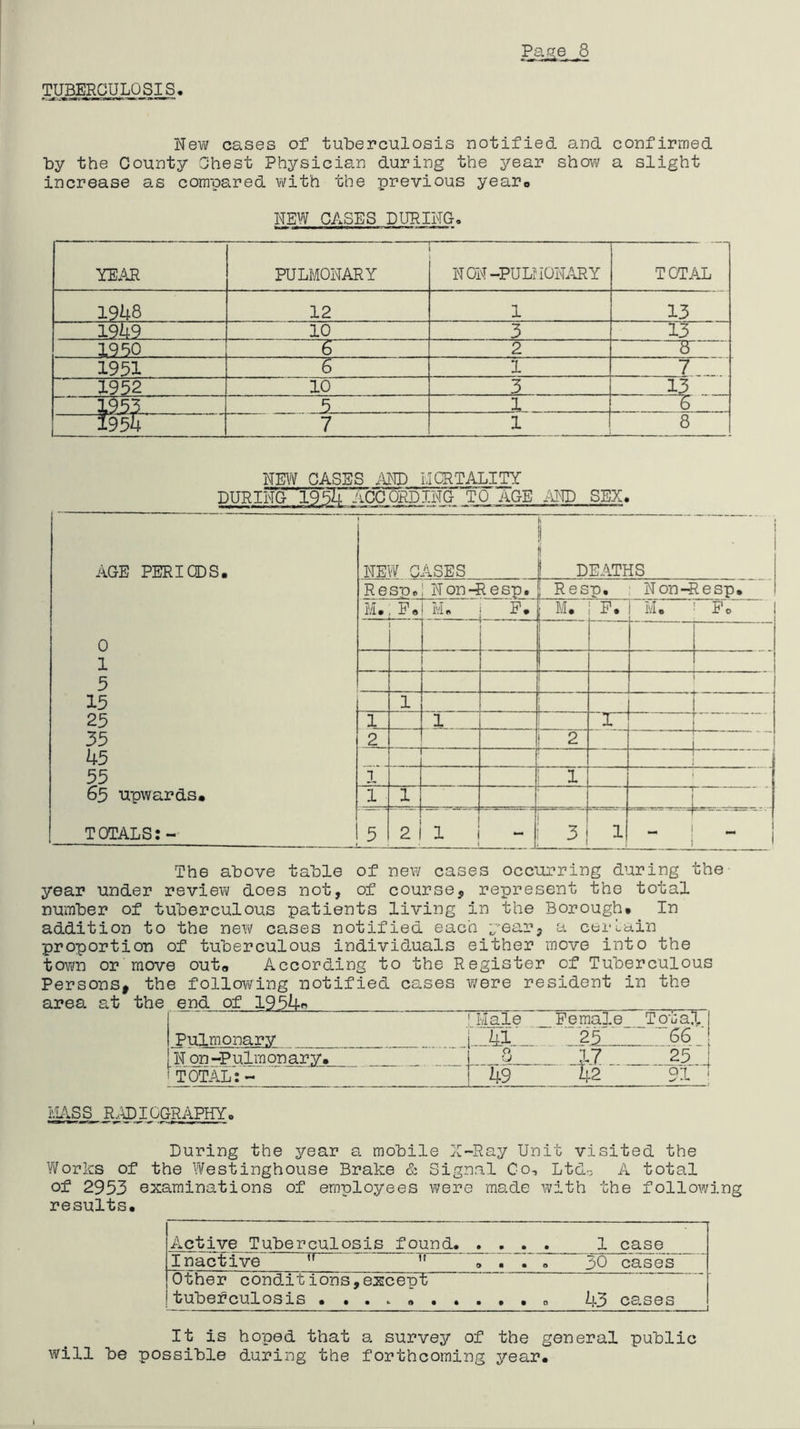 Page 8
TUBERCULOSIS.
New cases of tuberculosis notified and confirmed
by the County Chest Physician during the year show a slight
increase as compared with the previous year.
NEW CASES DURING.
YEAR PULMONARY NON-PULMONARY TOTAL
1948 12 1 13
1949 10 3 13
1950 6 2 8
1951 6 1 7
1952 10 3 13
1953 5 1 6
1954 7 1 8
NEW CASES AND MORTALITY
DURING 1954 ACCORDING TO AGE AND SEX.
AGE PERIODS. NEW CASES DEATHS
Resp. Non-Resp. Resp. Non-Resp.
M. F. M. F. M. F. M. F.
0
1
5
15 1
25 1 1 1
35 2 2
45
55 1 1
65 upwards. 1 1
TOTALS:- 5 2 1 - 3 1 - -
The above table of new cases occurring during the
year under review does not, of course, represent the total
number of tuberculous patients living in the Borough. In
addition to the new cases notified each year, a certain
proportion of tuberculous individuals either move into the
town or move out. According to the Register of Tuberculous
Persons, the following notified cases were resident in the
area at the end of 1954.
Male Female Total
Pulmonary 41 25 66
Non-Pulmonary. 8 17 25
TOTAL:- 49 42 91
MASS RADIOGRAPHY.
During the year a mobile X-Ray Unit visited the
Works of the Westinghouse Brake & Signal Co, Ltd. A total
of 2953 examinations of employees were made with the following
results.
Active Tuberculosis found. . . . . 1 case
Inactive " " . . . . 30 cases
Other conditions,except
tuberculosis . . . . . . . . . . 43 cases
It is hoped that a survey of the general public
will be possible during the forthcoming year.